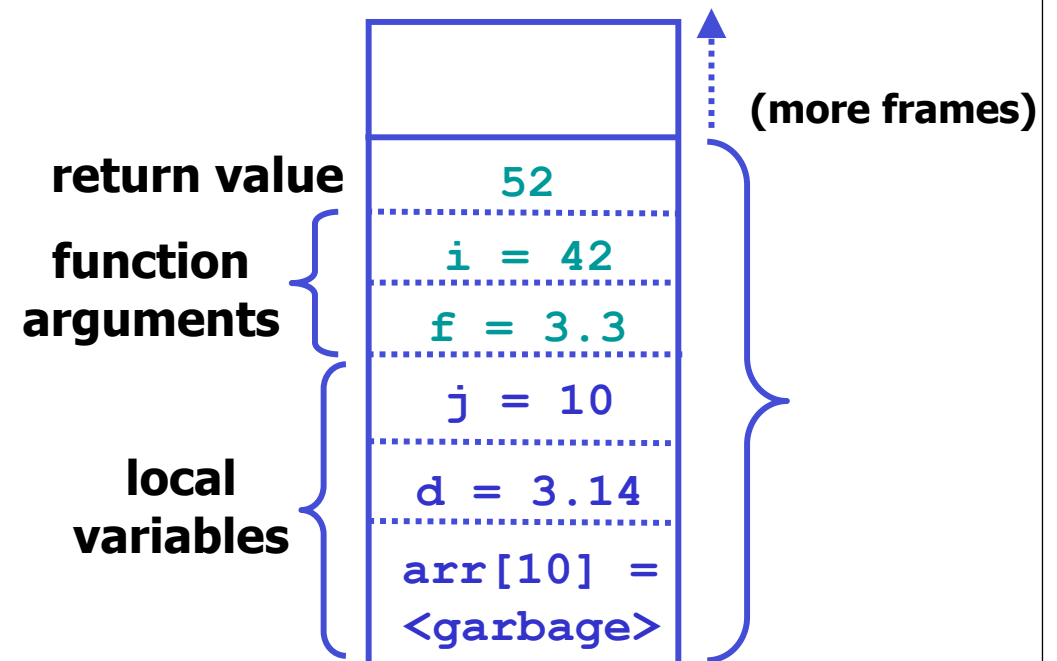 (more frames)
return value
52
function
arguments
i = 42
f = 3.3
j = 10
local
variables
d = 3.14
arr[10] =
<garbage>